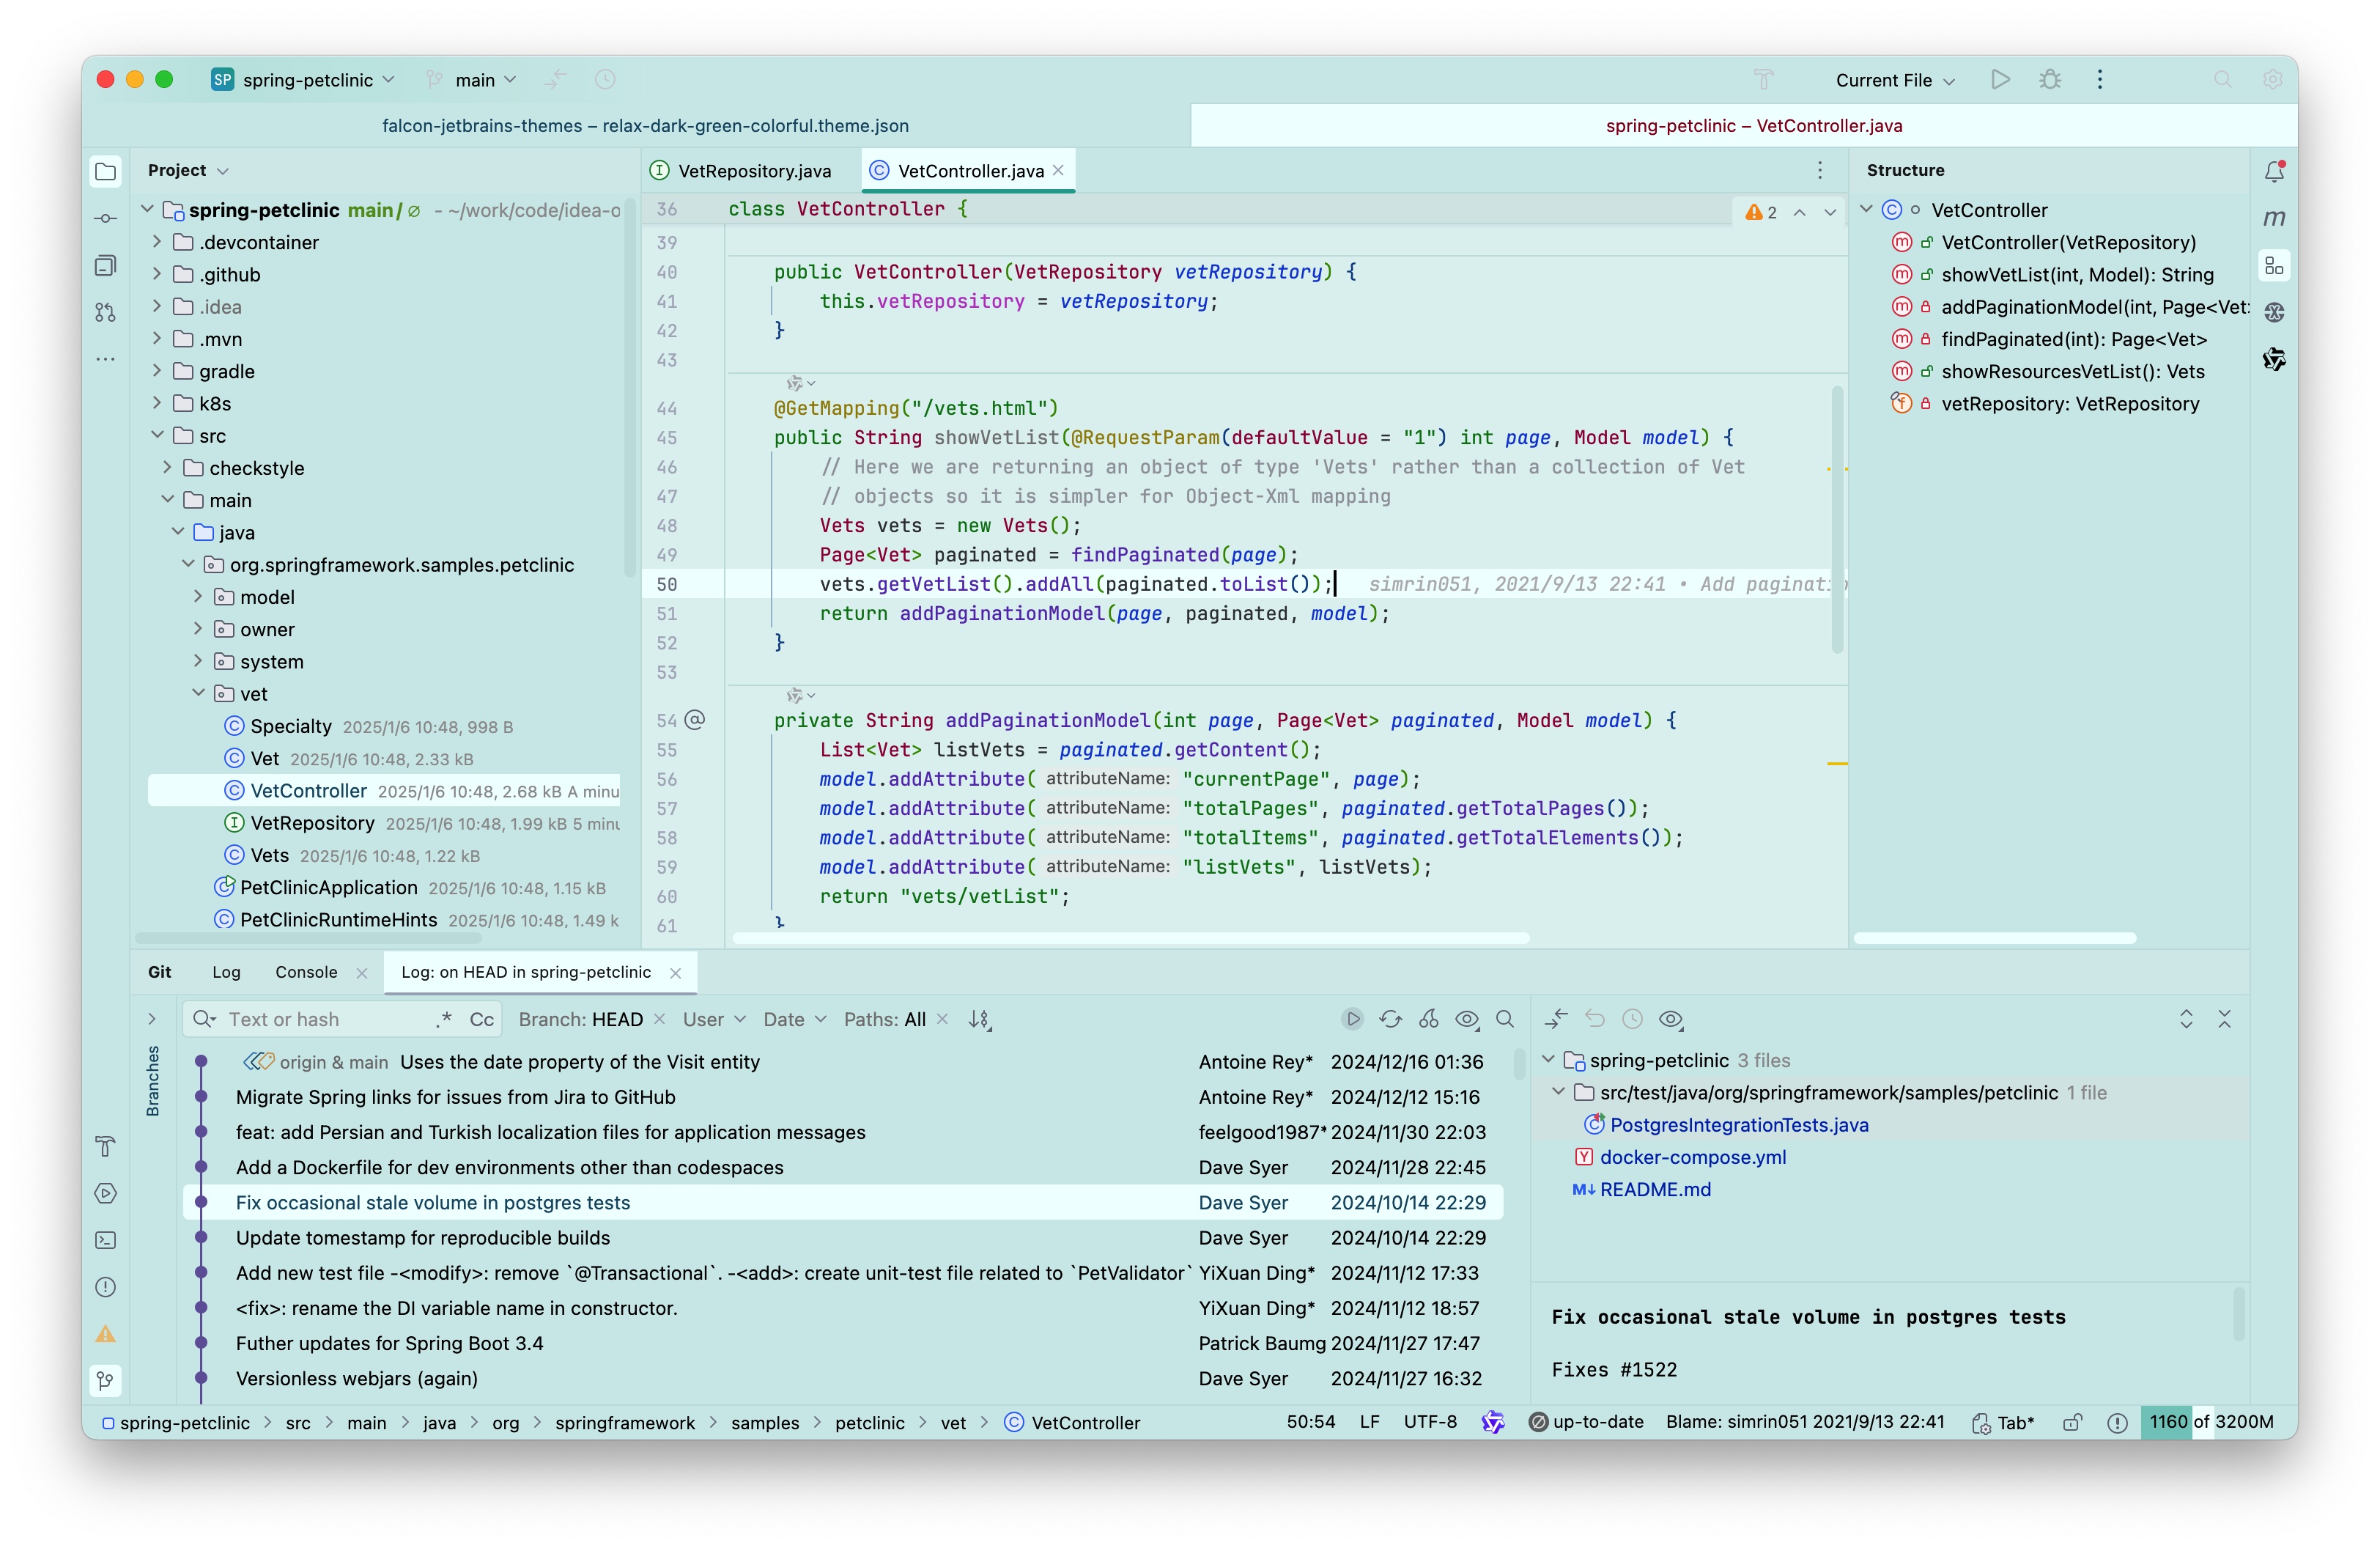 SP spring-petclinic main Current File
falcon-jetbrains-themes – relax-dark-green-colorful.theme.json
spring-petclinic – VetController.java
Project
spring-petclinic main / ∅ - ~/work/code/idea-o
.devcontainer
.github
.idea
.mvn
gradle
k8s
src
checkstyle
main
java
org.springframework.samples.petclinic
model
owner
system
vet
Specialty 2025/1/6 10:48, 998 B
Vet 2025/1/6 10:48, 2.33 kB
VetController 2025/1/6 10:48, 2.68 kB A minu
VetRepository 2025/1/6 10:48, 1.99 kB 5 minu
Vets 2025/1/6 10:48, 1.22 kB
PetClinicApplication 2025/1/6 10:48, 1.15 kB
PetClinicRuntimeHints 2025/1/6 10:48, 1.49 k
VetRepository.java VetController.java
36 class VetController {
2
39
40 public VetController(VetRepository vetRepository) {
41 this.vetRepository = vetRepository;
42 }
43
44 @GetMapping("/vets.html")
45 public String showVetList(@RequestParam(defaultValue = "1") int page, Model model) {
46 // Here we are returning an object of type 'Vets' rather than a collection of Vet
47 // objects so it is simpler for Object-Xml mapping
48 Vets vets = new Vets();
49 Page<Vet> paginated = findPaginated(page);
50 vets.getVetList().addAll(paginated.toList()); simrin051, 2021/9/13 22:41 • Add paginatio
51 return addPaginationModel(page, paginated, model);
52 }
53
54 @ private String addPaginationModel(int page, Page<Vet> paginated, Model model) {
55 List<Vet> listVets = paginated.getContent();
56 model.addAttribute( attributeName: "currentPage", page);
57 model.addAttribute( attributeName: "totalPages", paginated.getTotalPages());
58 model.addAttribute( attributeName: "totalItems", paginated.getTotalElements());
59 model.addAttribute( attributeName: "listVets", listVets);
60 return "vets/vetList";
61 }
Structure
VetController
VetController(VetRepository)
showVetList(int, Model): String
addPaginationModel(int, Page<Vet>
findPaginated(int): Page<Vet>
showResourcesVetList(): Vets
vetRepository: VetRepository
Git Log Console Log: on HEAD in spring-petclinic
Branches
Text or hash .* Cc Branch: HEAD User Date Paths: All
origin & main Uses the date property of the Visit entity Antoine Rey* 2024/12/16 01:36
Migrate Spring links for issues from Jira to GitHub Antoine Rey* 2024/12/12 15:16
feat: add Persian and Turkish localization files for application messages feelgood1987* 2024/11/30 22:03
Add a Dockerfile for dev environments other than codespaces Dave Syer 2024/11/28 22:45
Fix occasional stale volume in postgres tests Dave Syer 2024/10/14 22:29
Update tomestamp for reproducible builds Dave Syer 2024/10/14 22:29
Add new test file -<modify>: remove `@Transactional`. -<add>: create unit-test file related to `PetValidator` YiXuan Ding* 2024/11/12 17:33
<fix>: rename the DI variable name in constructor. YiXuan Ding* 2024/11/12 18:57
Futher updates for Spring Boot 3.4 Patrick Baumg 2024/11/27 17:47
Versionless webjars (again) Dave Syer 2024/11/27 16:32
spring-petclinic 3 files
src/test/java/org/springframework/samples/petclinic 1 file
PostgresIntegrationTests.java
docker-compose.yml
README.md
Fix occasional stale volume in postgres tests
Fixes #1522
spring-petclinic > src > main > java > org > springframework > samples > petclinic > vet > VetController 50:54 LF UTF-8 up-to-date Blame: simrin051 2021/9/13 22:41 Tab* 1160 of 3200M